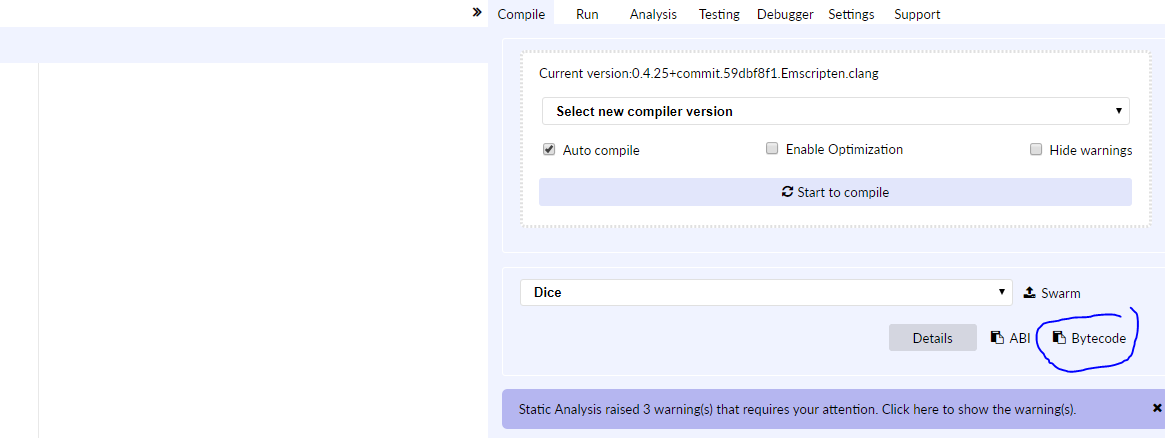 Compile Run Analysis Testing Debugger Settings Support
Current version:0.4.25+commit.59dbf8f1.Emscripten.clang
Select new compiler version
Auto compile Enable Optimization Hide warnings
Start to compile
Dice Swarm
Details ABI Bytecode
Static Analysis raised 3 warning(s) that requires your attention. Click here to show the warning(s).